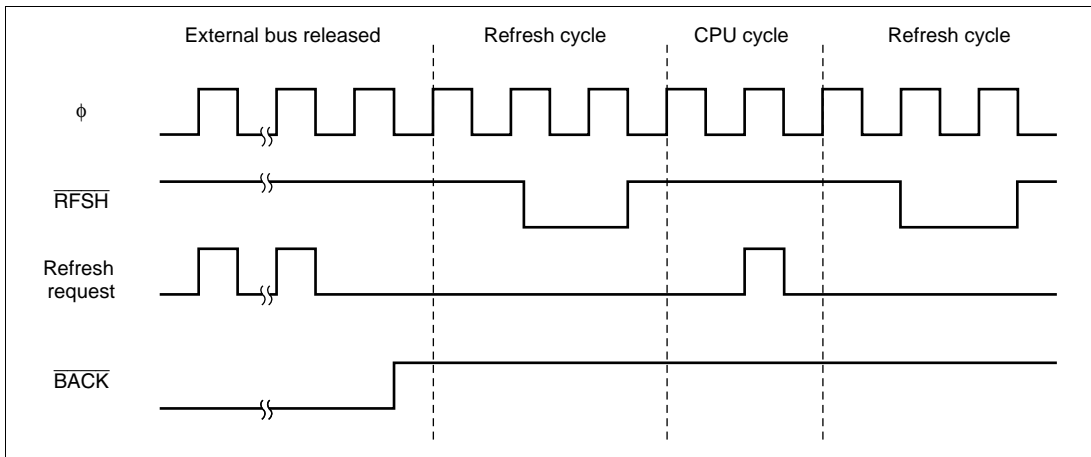 External bus released Refresh cycle CPU cycle Refresh cycle
ϕ
RFSH
Refresh
request
BACK